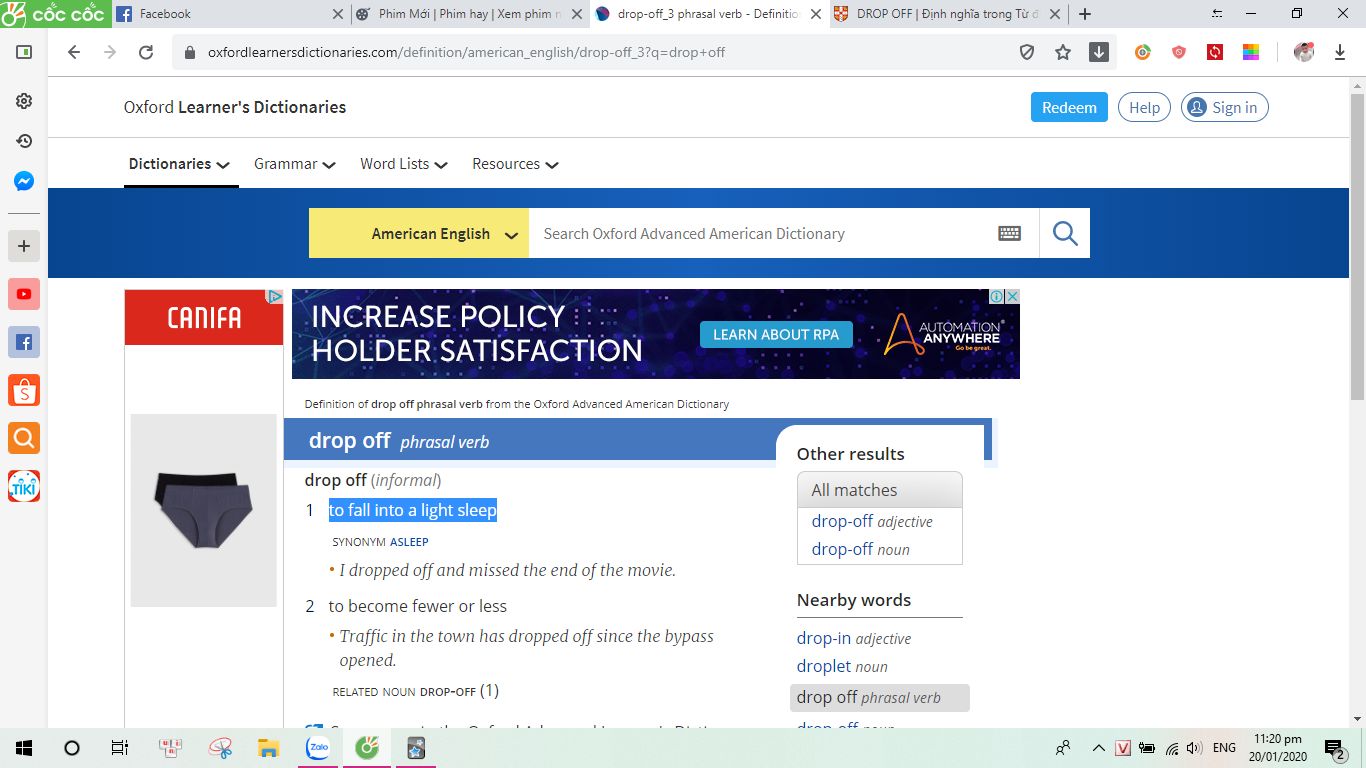 CỐC CỐC
Facebook
Phim Mới | Phim hay | Xem phim n
drop-off_3 phrasal verb - Definitio
DROP OFF | Định nghĩa trong Từ đ
oxfordlearnersdictionaries.com/definition/american_english/drop-off_3?q=drop+off
Oxford Learner's Dictionaries
Redeem
Help
Sign in
Dictionaries
Grammar
Word Lists
Resources
American English
Search Oxford Advanced American Dictionary
CANIFA
INCREASE POLICY
HOLDER SATISFACTION
LEARN ABOUT RPA
AUTOMATION
ANYWHERE
Go be great.
Definition of drop off phrasal verb from the Oxford Advanced American Dictionary
drop off phrasal verb
drop off (informal)
1 to fall into a light sleep
SYNONYM ASLEEP
• I dropped off and missed the end of the movie.
2 to become fewer or less
• Traffic in the town has dropped off since the bypass
opened.
RELATED NOUN DROP-OFF (1)
Other results
All matches
drop-off adjective
drop-off noun
Nearby words
drop-in adjective
droplet noun
drop off phrasal verb
drop-off noun
S
TIKI
Zalo
V
ENG
11:20 pm
20/01/2020
2